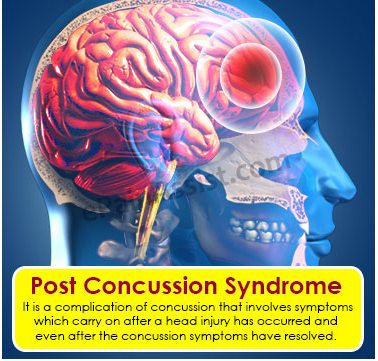 Post Concussion Syndrome
It is a complication of concussion that involves symptoms
which carry on after a head injury has occurred and
even after the concussion symptoms have resolved.